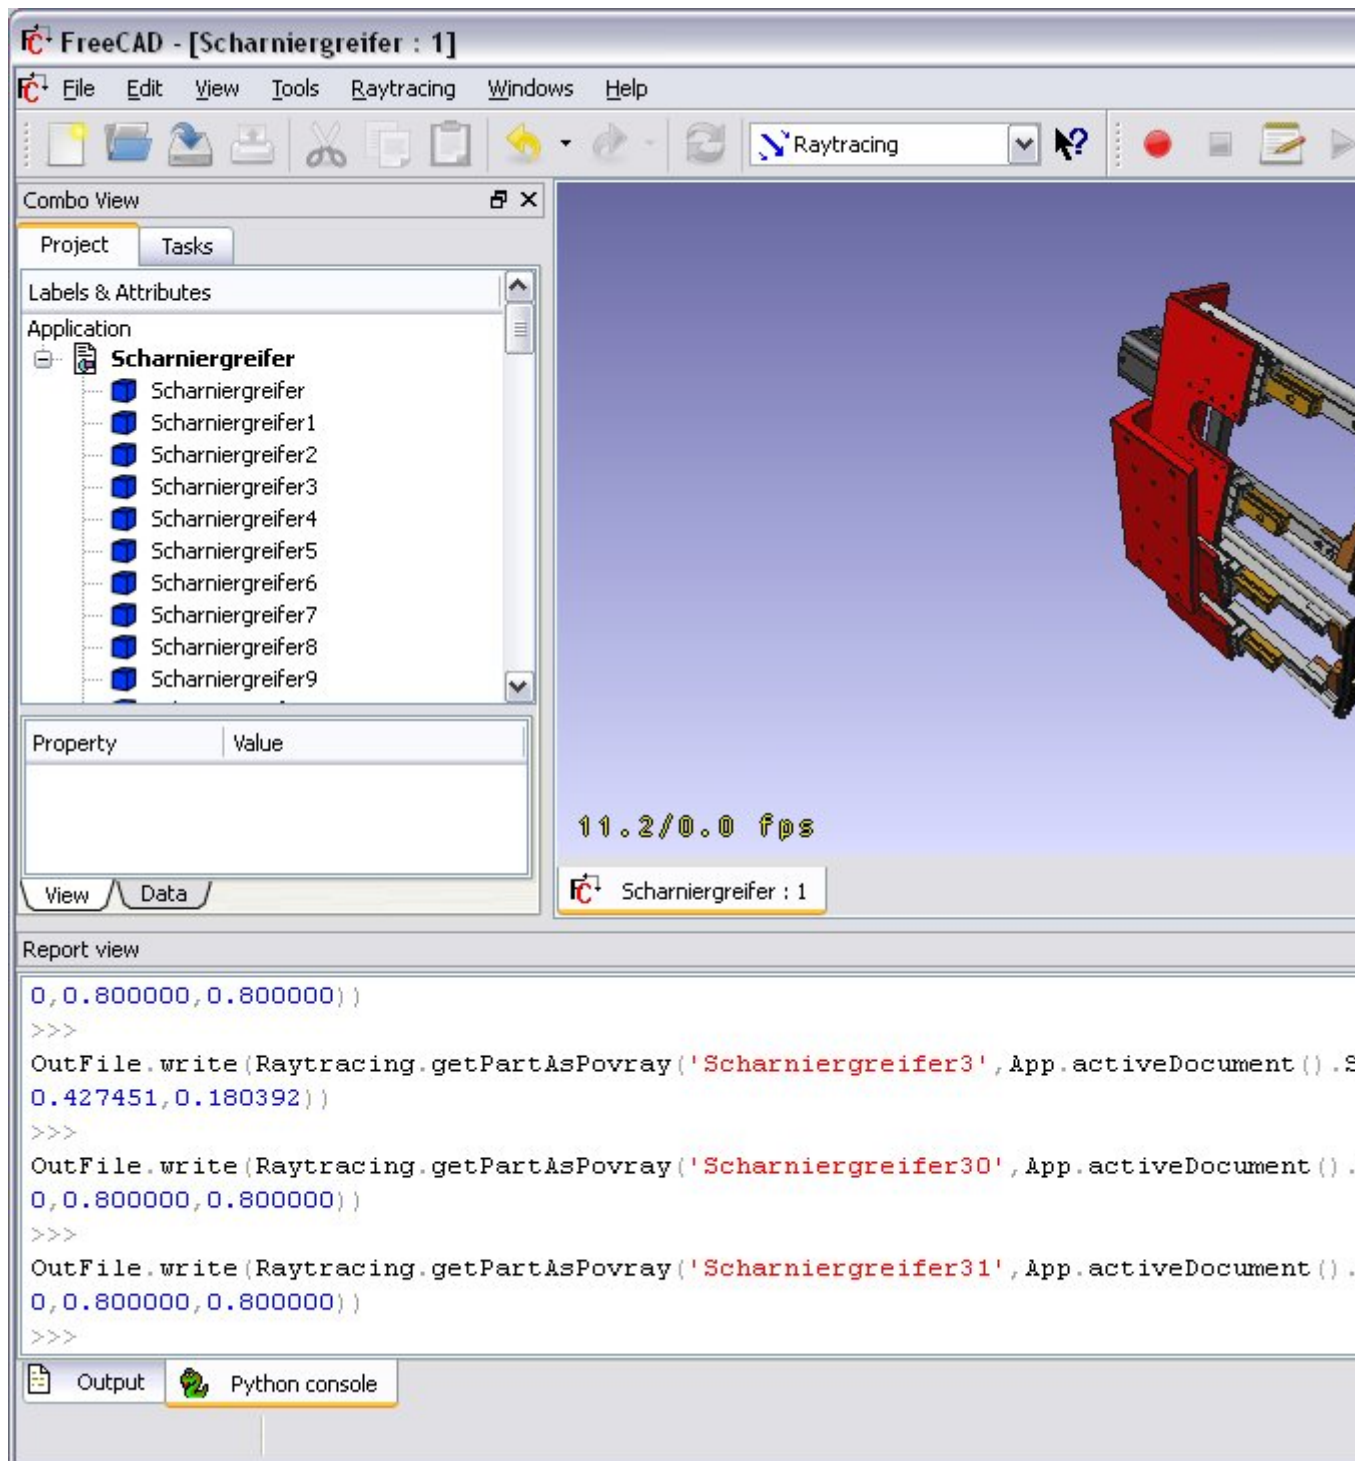 FreeCAD - [Scharniergreifer : 1]
File Edit View Tools Raytracing Windows Help
Raytracing
Combo View
Project Tasks
Labels & Attributes
Application
Scharniergreifer
Scharniergreifer
Scharniergreifer1
Scharniergreifer2
Scharniergreifer3
Scharniergreifer4
Scharniergreifer5
Scharniergreifer6
Scharniergreifer7
Scharniergreifer8
Scharniergreifer9
Property Value
11.2/0.0 fps
View Data
Scharniergreifer : 1
Report view
0,0.800000,0.800000))
>>>
OutFile.write(Raytracing.getPartAsPovray('Scharniergreifer3',App.activeDocument().S
0.427451,0.180392))
>>>
OutFile.write(Raytracing.getPartAsPovray('Scharniergreifer30',App.activeDocument().
0,0.800000,0.800000))
>>>
OutFile.write(Raytracing.getPartAsPovray('Scharniergreifer31',App.activeDocument().
0,0.800000,0.800000))
>>>
Output Python console